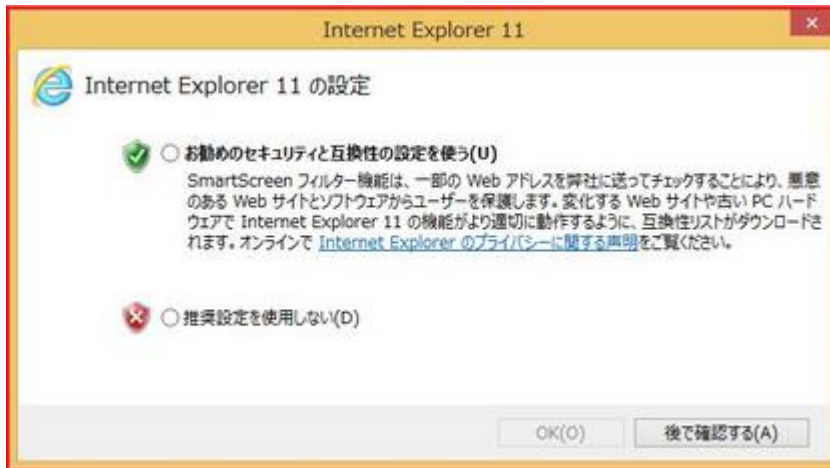 Internet Explorer 11
Internet Explorer 11 の設定
お勧めのセキュリティと互換性の設定を使う(U)
SmartScreen フィルター機能は、一部の Web アドレスを弊社に送ってチェックすることにより、悪意
のある Web サイトとソフトウェアからユーザーを保護します。変化する Web サイトや古い PC ハード
ウェアで Internet Explorer 11 の機能がより適切に動作するように、互換性リストがダウンロードさ
れます。オンラインで Internet Explorer のプライバシーに関する声明をご覧ください。
推奨設定を使用しない(D)
OK(O)
後で確認する(A)